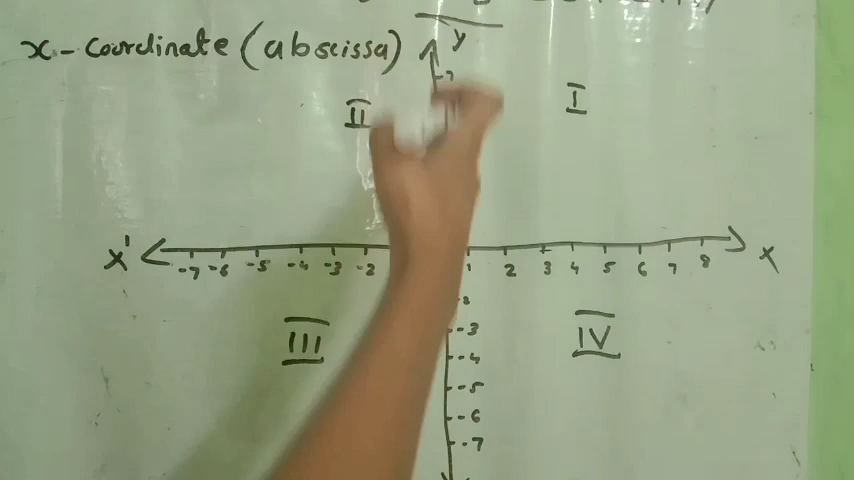 x-coordinate (abscissa)
y
7
II
I
X'
-7 -6 -5 -4 -3 -2
1 2 3 4 5 6 7 8
X
III
IV
-3
-4
-5
-6
-7